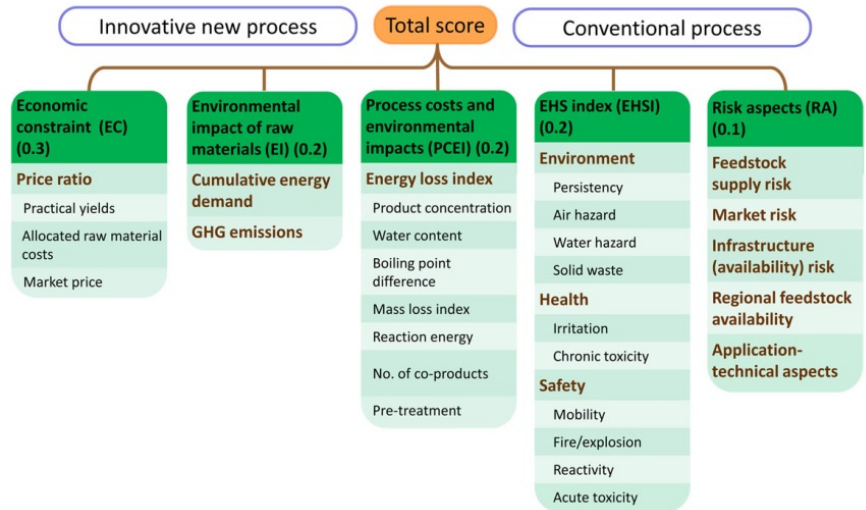 Innovative new process
Total score
Conventional process
Economic
constraint (EC)
(0.3)
Price ratio
Practical yields
Allocated raw material
costs
Market price
Environmental
impact of raw
materials (EI) (0.2)
Cumulative energy
demand
GHG emissions
Process costs and
environmental
impacts (PCEI) (0.2)
Energy loss index
Product concentration
Water content
Boiling point
difference
Mass loss index
Reaction energy
No. of co-products
Pre-treatment
EHS index (EHSI)
(0.2)
Environment
Persistency
Air hazard
Water hazard
Solid waste
Health
Irritation
Chronic toxicity
Safety
Mobility
Fire/explosion
Reactivity
Acute toxicity
Risk aspects (RA)
(0.1)
Feedstock
supply risk
Market risk
Infrastructure
(availability) risk
Regional feedstock
availability
Application-
technical aspects